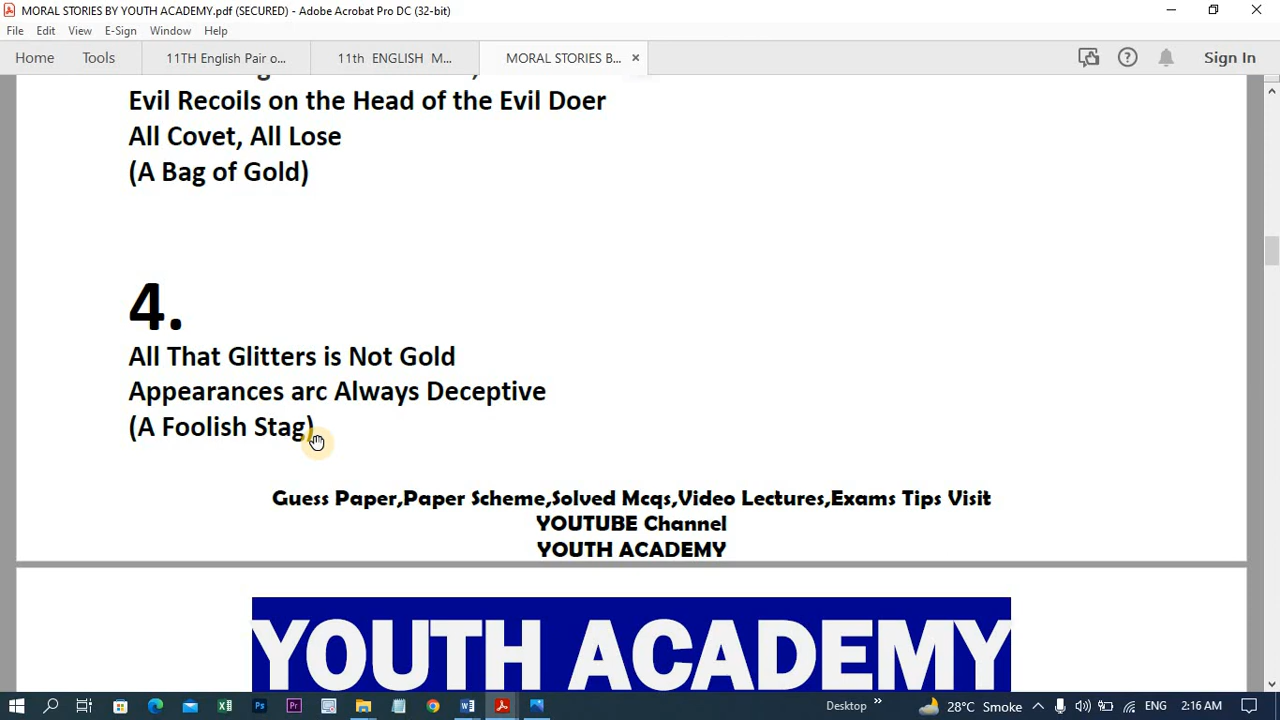 MORAL STORIES BY YOUTH ACADEMY.pdf (SECURED) - Adobe Acrobat Pro DC (32-bit)
File Edit View E-Sign Window Help
Home Tools 11TH English Pair o... 11th ENGLISH M... MORAL STORIES B... × Sign In
Evil Recoils on the Head of the Evil Doer
All Covet, All Lose
(A Bag of Gold)
4.
All That Glitters is Not Gold
Appearances arc Always Deceptive
(A Foolish Stag)
Guess Paper,Paper Scheme,Solved Mcqs,Video Lectures,Exams Tips Visit
YOUTUBE Channel
YOUTH ACADEMY
YOUTH ACADEMY
Desktop 28°C Smoke ENG 2:16 AM